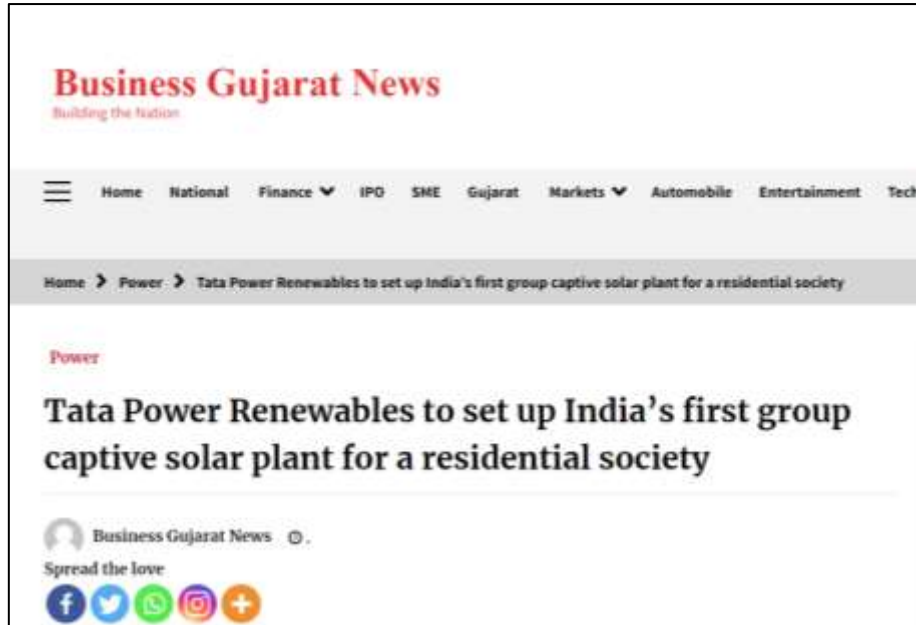 Business Gujarat News
Building the Nation
Home National Finance IPO SME Gujarat Markets Automobile Entertainment Tech
Home Power Tata Power Renewables to set up India's first group captive solar plant for a residential society
Power
Tata Power Renewables to set up India's first group
captive solar plant for a residential society
Business Gujarat News .
Spread the love